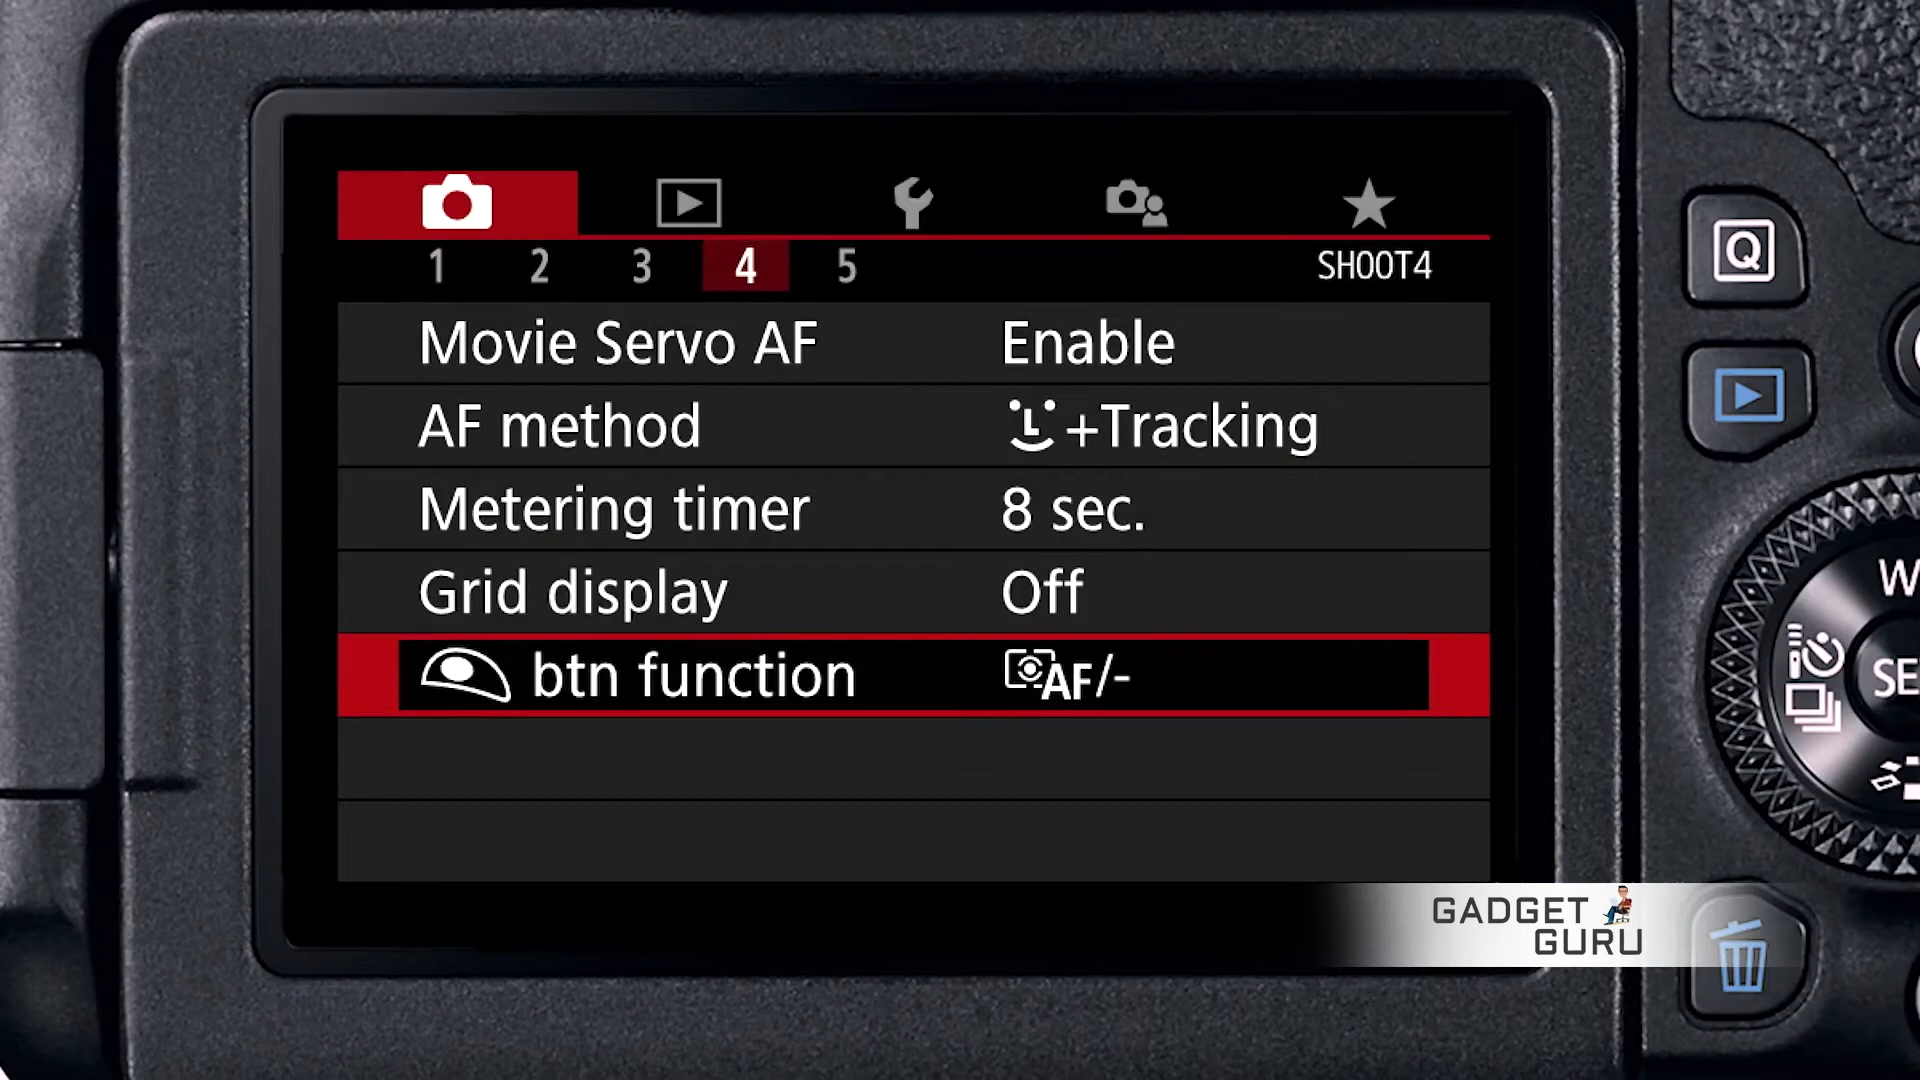 1 2 3 4 5 SHOOT4
Movie Servo AF Enable
AF method L+Tracking
Metering timer 8 sec.
Grid display Off
btn function AF/-
Q
W
SE
GADGET
GURU